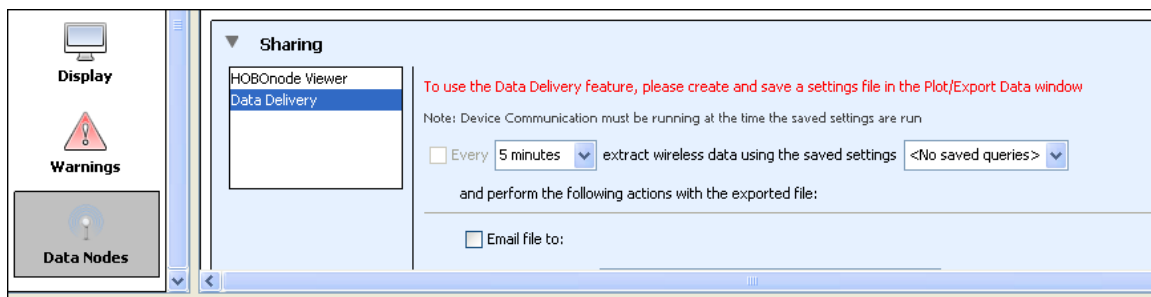 Display
Warnings
Data Nodes
Sharing
HOBOnode Viewer
Data Delivery
To use the Data Delivery feature, please create and save a settings file in the Plot/Export Data window
Note: Device Communication must be running at the time the saved settings are run
Every 5 minutes extract wireless data using the saved settings <No saved queries>
and perform the following actions with the exported file:
Email file to: